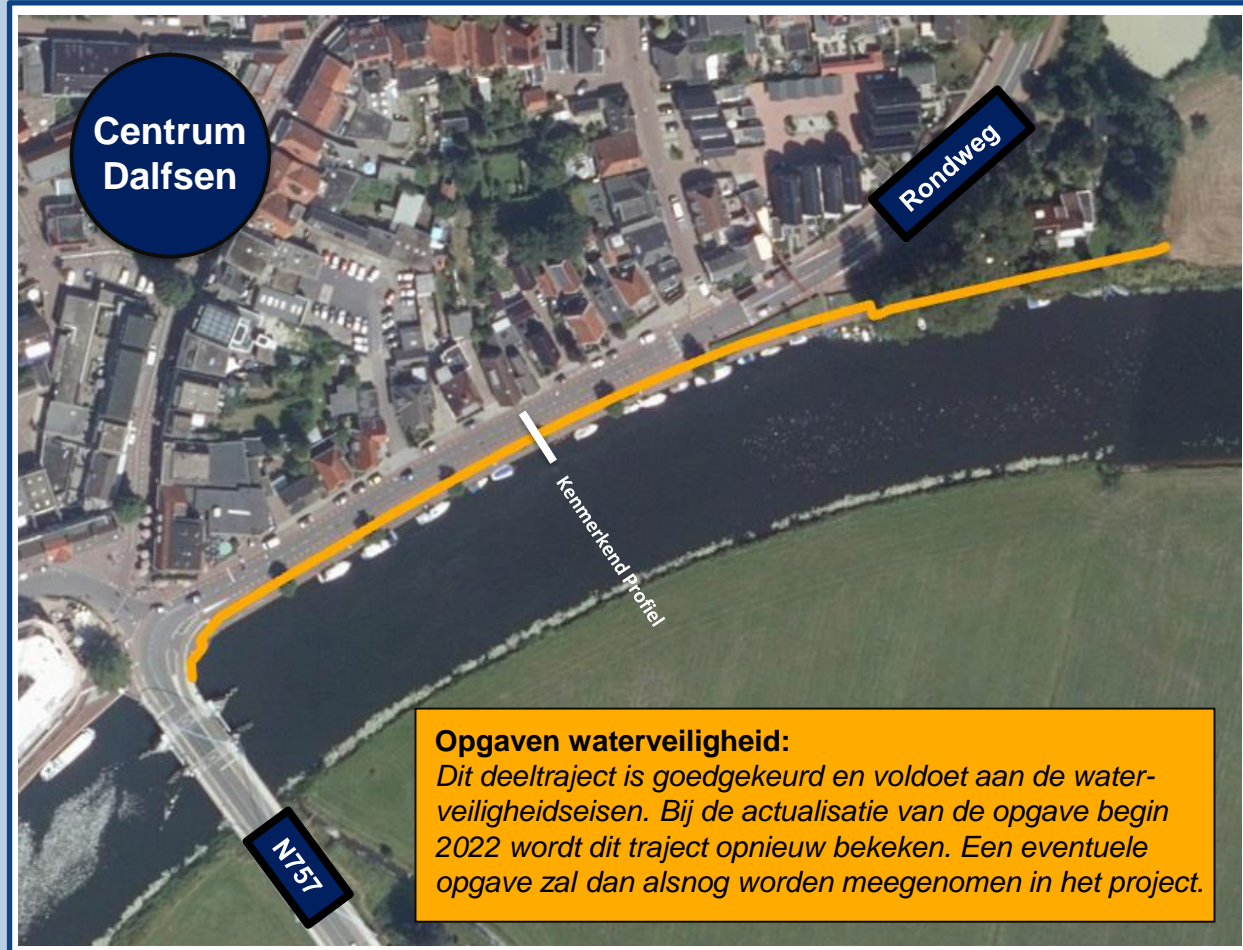 Centrum
Dalfsen
Rondweg
Kenmerkend Profiel
N757
Opgaven waterveiligheid:
Dit deeltraject is goedgekeurd en voldoet aan de water-
veiligheidseisen. Bij de actualisatie van de opgave begin
2022 wordt dit traject opnieuw bekeken. Een eventuele
opgave zal dan alsnog worden meegenomen in het project.